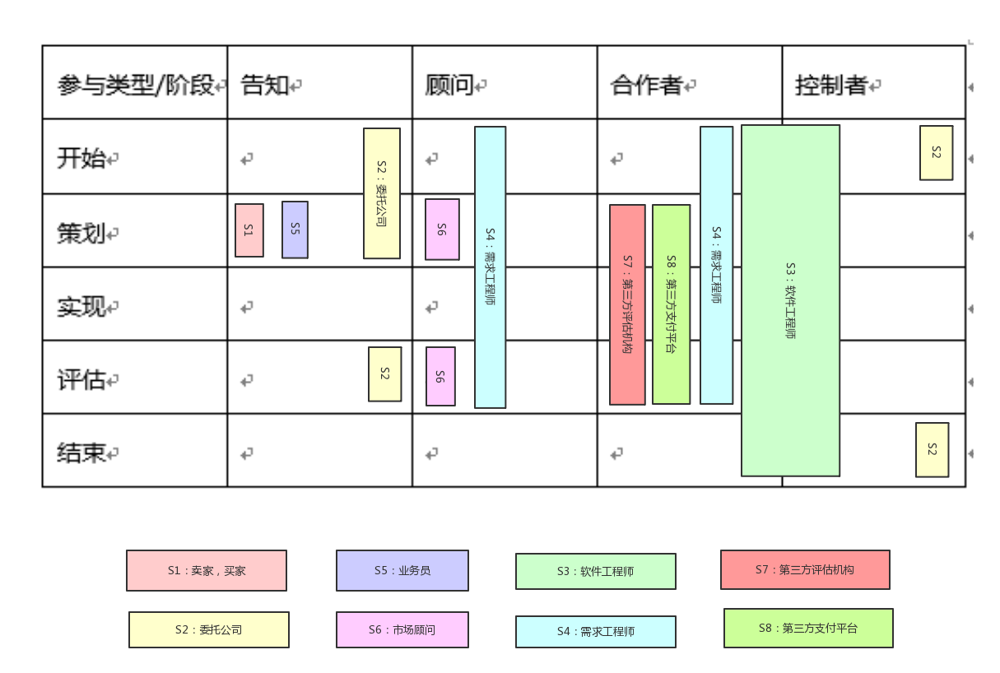 参与类型/阶段 告知 顾问 合作者 控制者
开始
S2：委托公司
S4：需求工程师
S4：需求工程师
S3：软件工程师
S2
策划
S1
S5
S6
S7：第三方评估机构
S8：第三方支付平台
实现
评估
S2
S6
结束
S2
S1：卖家，买家 S5：业务员 S3：软件工程师 S7：第三方评估机构
S2：委托公司 S6：市场顾问 S4：需求工程师 S8：第三方支付平台